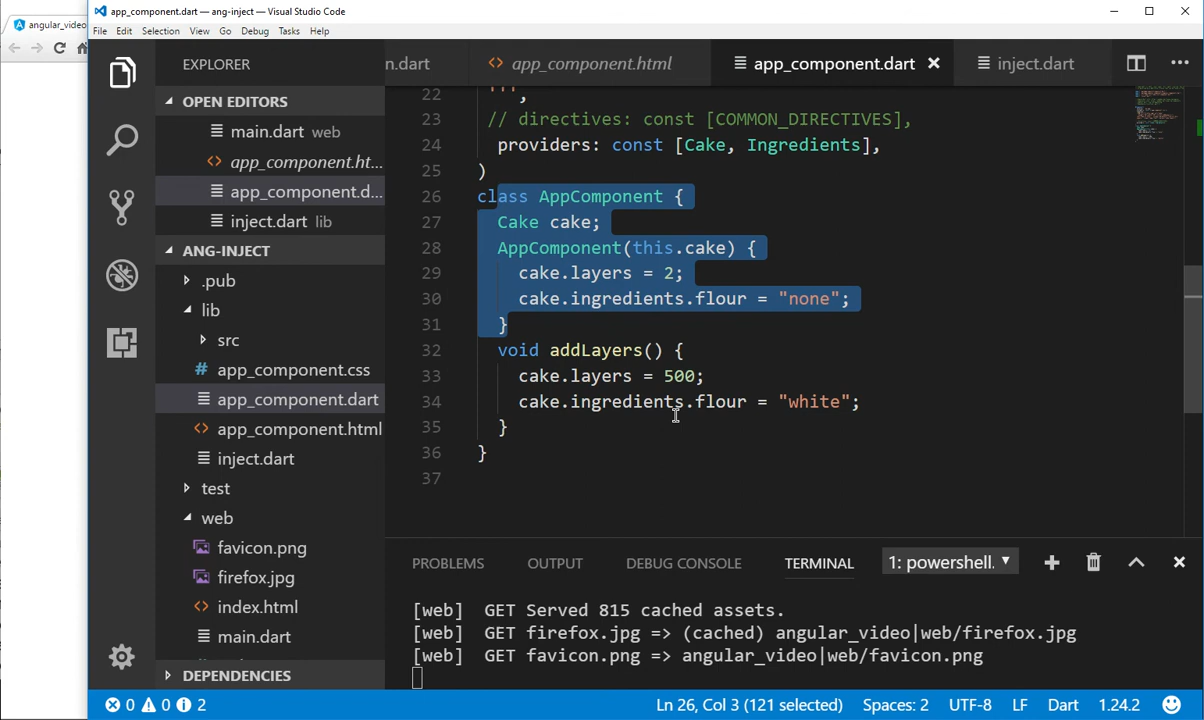 angular_video
app_component.dart — ang-inject — Visual Studio Code
File Edit Selection View Go Debug Tasks Help
EXPLORER
OPEN EDITORS
main.dart web
app_component.ht...
app_component.d...
inject.dart lib
ANG-INJECT
.pub
lib
src
app_component.css
app_component.dart
app_component.html
inject.dart
test
web
favicon.png
firefox.jpg
index.html
main.dart
DEPENDENCIES
n.dart app_component.html app_component.dart inject.dart
22 ''',
23 // directives: const [COMMON_DIRECTIVES],
24 providers: const [Cake, Ingredients],
25 )
26 class AppComponent {
27 Cake cake;
28 AppComponent(this.cake) {
29 cake.layers = 2;
30 cake.ingredients.flour = "none";
31 }
32 void addLayers() {
33 cake.layers = 500;
34 cake.ingredients.flour = "white";
35 }
36 }
37
PROBLEMS OUTPUT DEBUG CONSOLE TERMINAL 1: powershell.
[web] GET Served 815 cached assets.
[web] GET firefox.jpg => (cached) angular_video|web/firefox.jpg
[web] GET favicon.png => angular_video|web/favicon.png
0 0 2 Ln 26, Col 3 (121 selected) Spaces: 2 UTF-8 LF Dart 1.24.2